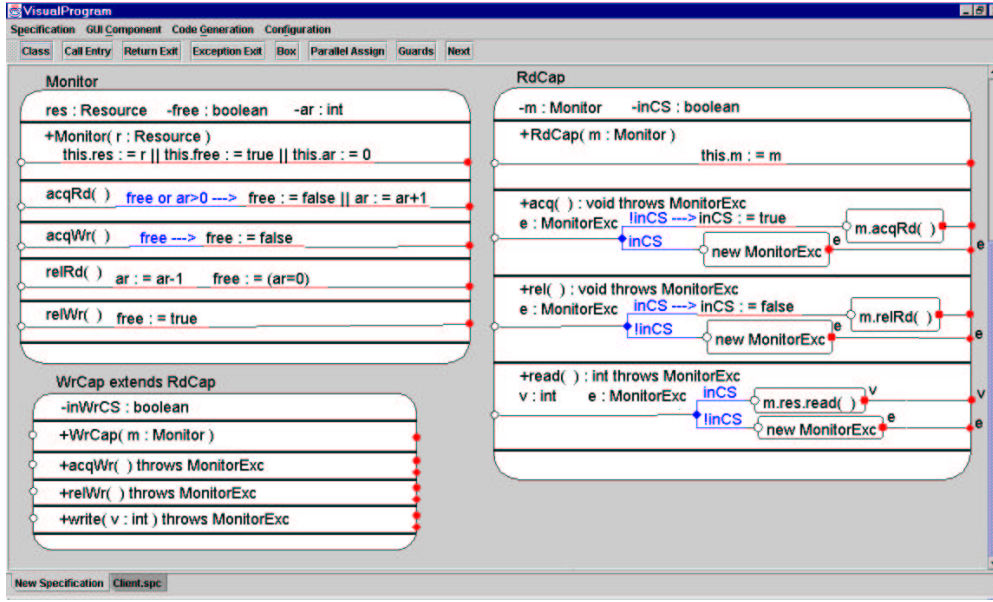 VisualProgram
Specification GUI Component Code Generation Configuration
Class Call Entry Return Exit Exception Exit Box Parallel Assign Guards Next
Monitor
res : Resource -free : boolean -ar : int
+Monitor( r : Resource )
this.res : = r || this.free : = true || this.ar : = 0
acqRd( ) free or ar>0 ---> free : = false || ar : = ar+1
acqWr( ) free ---> free : = false
relRd( ) ar : = ar-1 free : = (ar=0)
relWr( ) free : = true
WrCap extends RdCap
-inWrCS : boolean
+WrCap( m : Monitor )
+acqWr( ) throws MonitorExc
+relWr( ) throws MonitorExc
+write( v : int ) throws MonitorExc
RdCap
-m : Monitor -inCS : boolean
+RdCap( m : Monitor )
this.m : = m
+acq( ) : void throws MonitorExc
e : MonitorExc !inCS ---> inCS : = true m.acqRd( )
inCS new MonitorExc e e
+rel( ) : void throws MonitorExc
e : MonitorExc inCS ---> inCS : = false m.relRd( )
!inCS new MonitorExc e e
+read( ) : int throws MonitorExc
v : int e : MonitorExc inCS m.res.read( ) v v
!inCS new MonitorExc e e
New Specification Client.spc